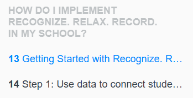 HOW DO I IMPLEMENT
RECOGNIZE. RELAX. RECORD.
IN MY SCHOOL?
13 Getting Started with Recognize. R...
14 Step 1: Use data to connect stude...